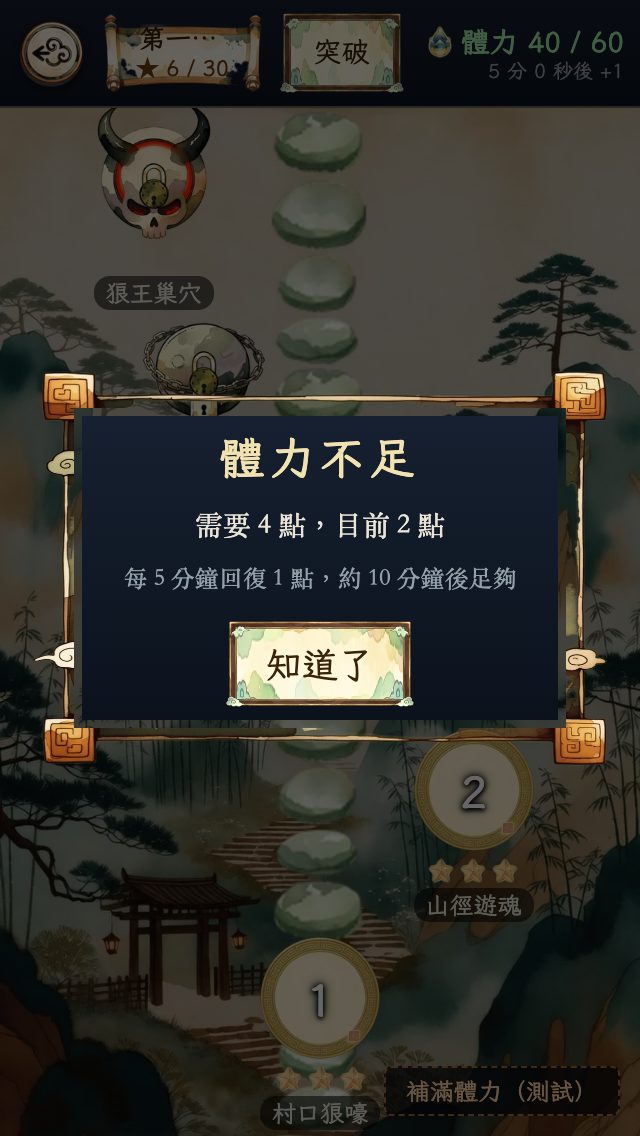 第一…
★ 6 / 30
突破
體力 40 / 60
5 分 0 秒後 +1
狼王巢穴
體力不足
需要 4 點，目前 2 點
每 5 分鐘回復 1 點，約 10 分鐘後足夠
知道了
2
山徑遊魂
1
村口狼嚎
補滿體力（測試）